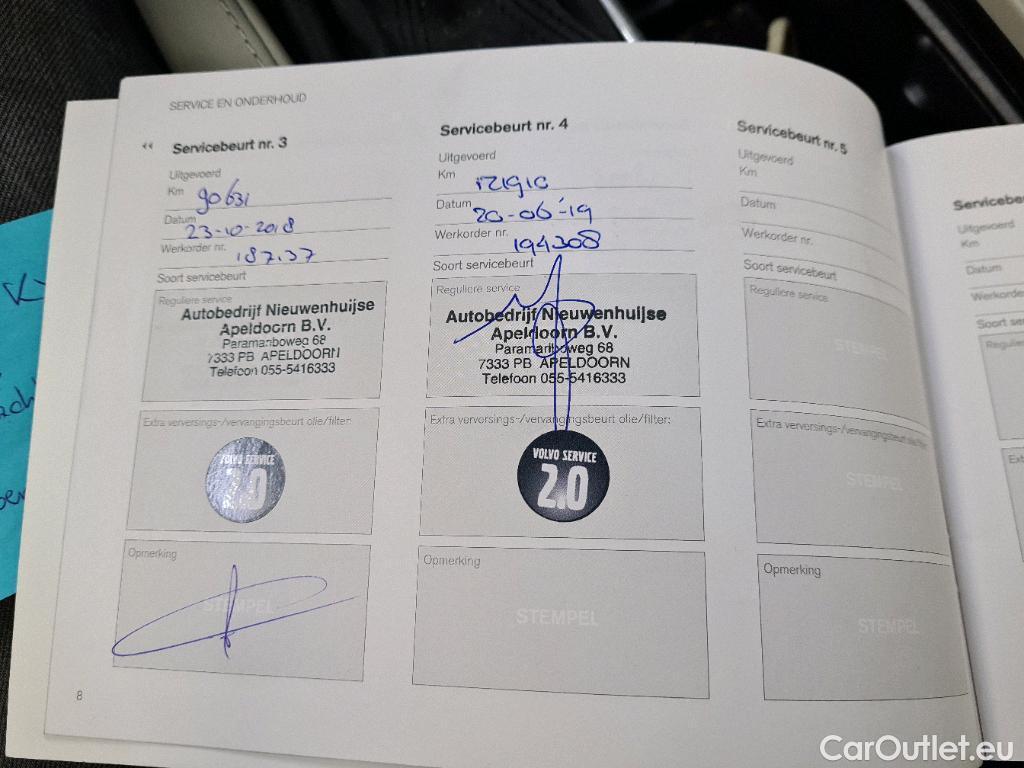 SERVICE EN ONDERHOUD
Servicebeurt nr. 3
Uitgevoerd
Km 90631
Datum 23-10-2018
Werkorder nr. 187.37
Soort servicebeurt
Reguliere service
Autobedrijf Nieuwenhuijse
Apeldoorn B.V.
Paramariboweg 68
7333 PB APELDOORN
Telefoon 055-5416333
Extra verversings-/vervangingsbeurt olie/filter:
VOLVO SERVICE
2.0
Opmerking
STEMPEL
8
Servicebeurt nr. 4
Uitgevoerd
Km
Datum 20-06-'19
Werkorder nr. 194308
Soort servicebeurt
Reguliere service
Autobedrijf Nieuwenhuijse
Apeldoorn B.V.
Paramariboweg 68
7333 PB APELDOORN
Telefoon 055-5416333
Extra verversings-/vervangingsbeurt olie/filter:
VOLVO SERVICE
2.0
Opmerking
STEMPEL
Servicebeurt nr. 5
Uitgevoerd
Km
Datum
Werkorder nr.
Soort servicebeurt
Reguliere service
STEMPEL
Extra verversings-/vervangingsbeurt olie/filter:
STEMPEL
Opmerking
STEMPEL
Uitgevoerd
Km
Datum
CarOutlet.eu